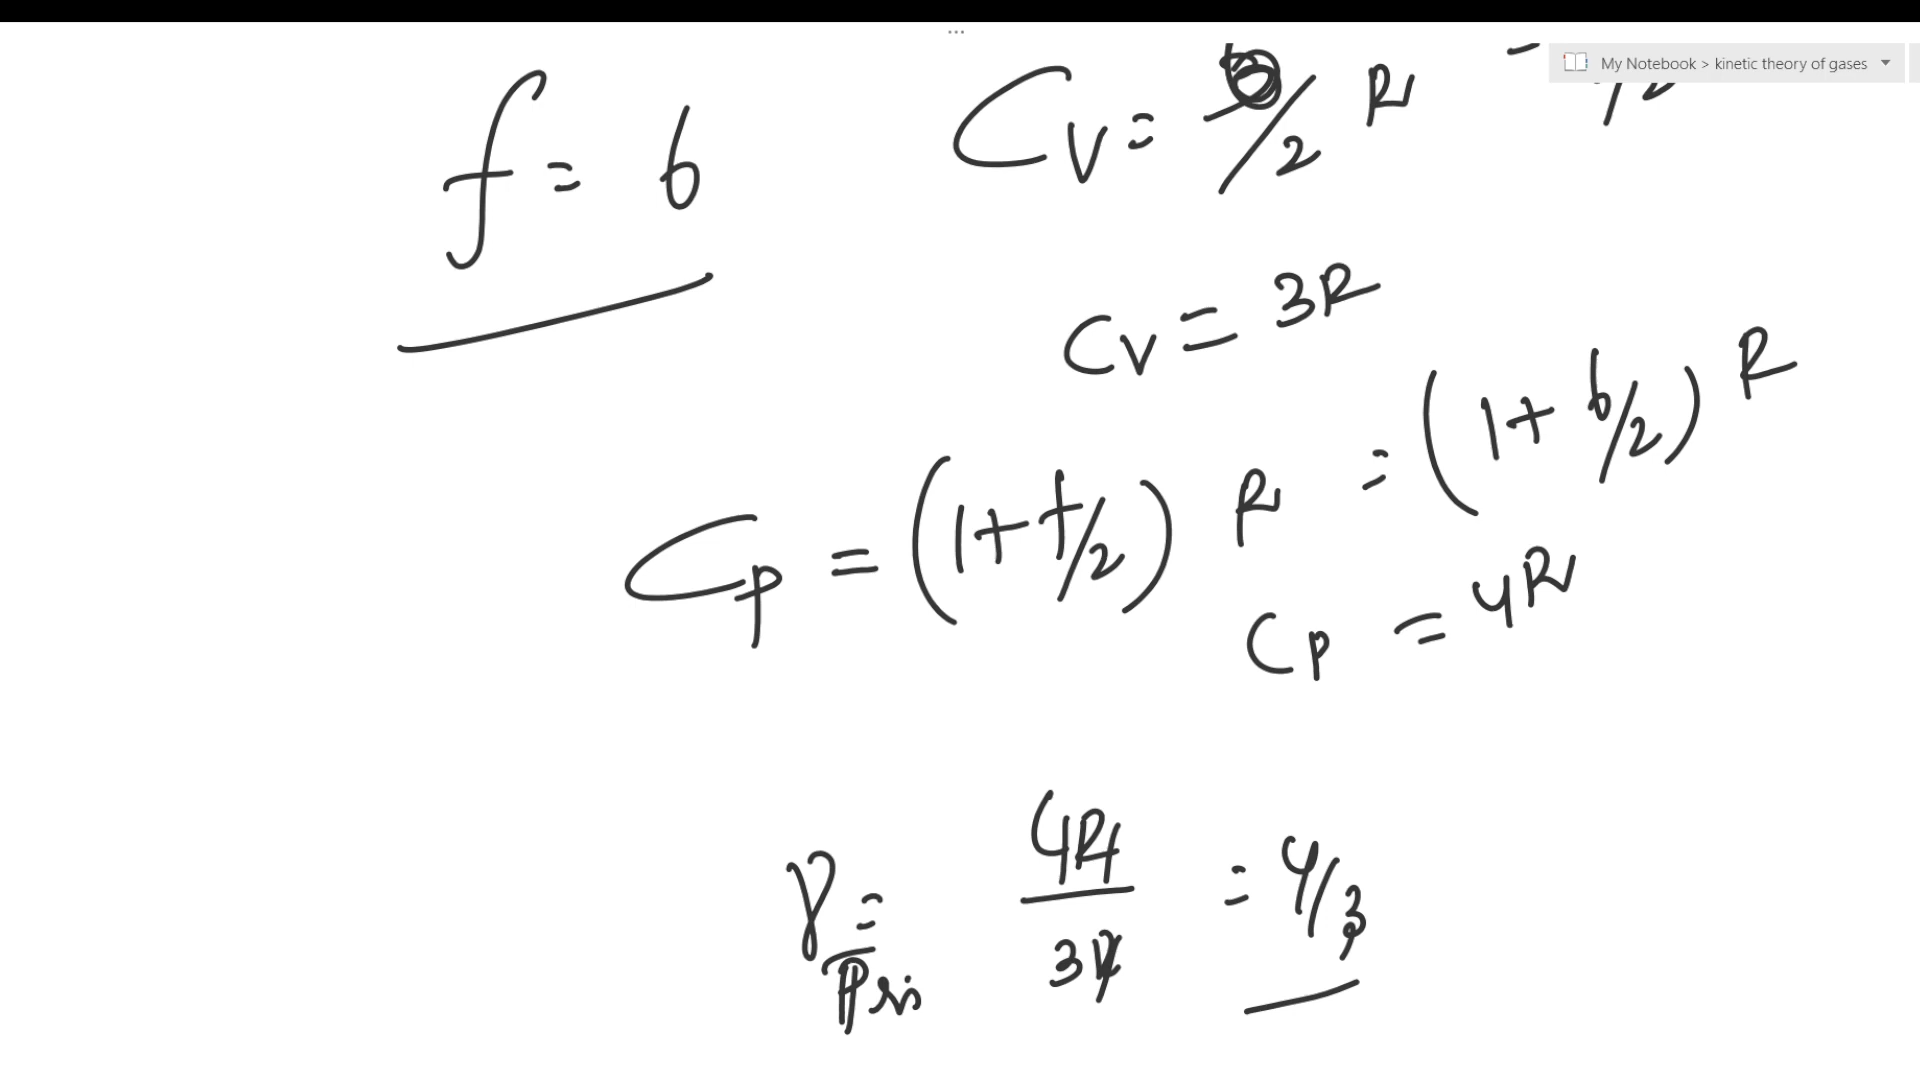 ...
My Notebook > kinetic theory of gases
f = 6
Cv = 6/2 R =
Cv = 3R
Cp = (1+f/2) R = (1+6/2) R
Cp = 4R
γ = 4R/3R = 4/3